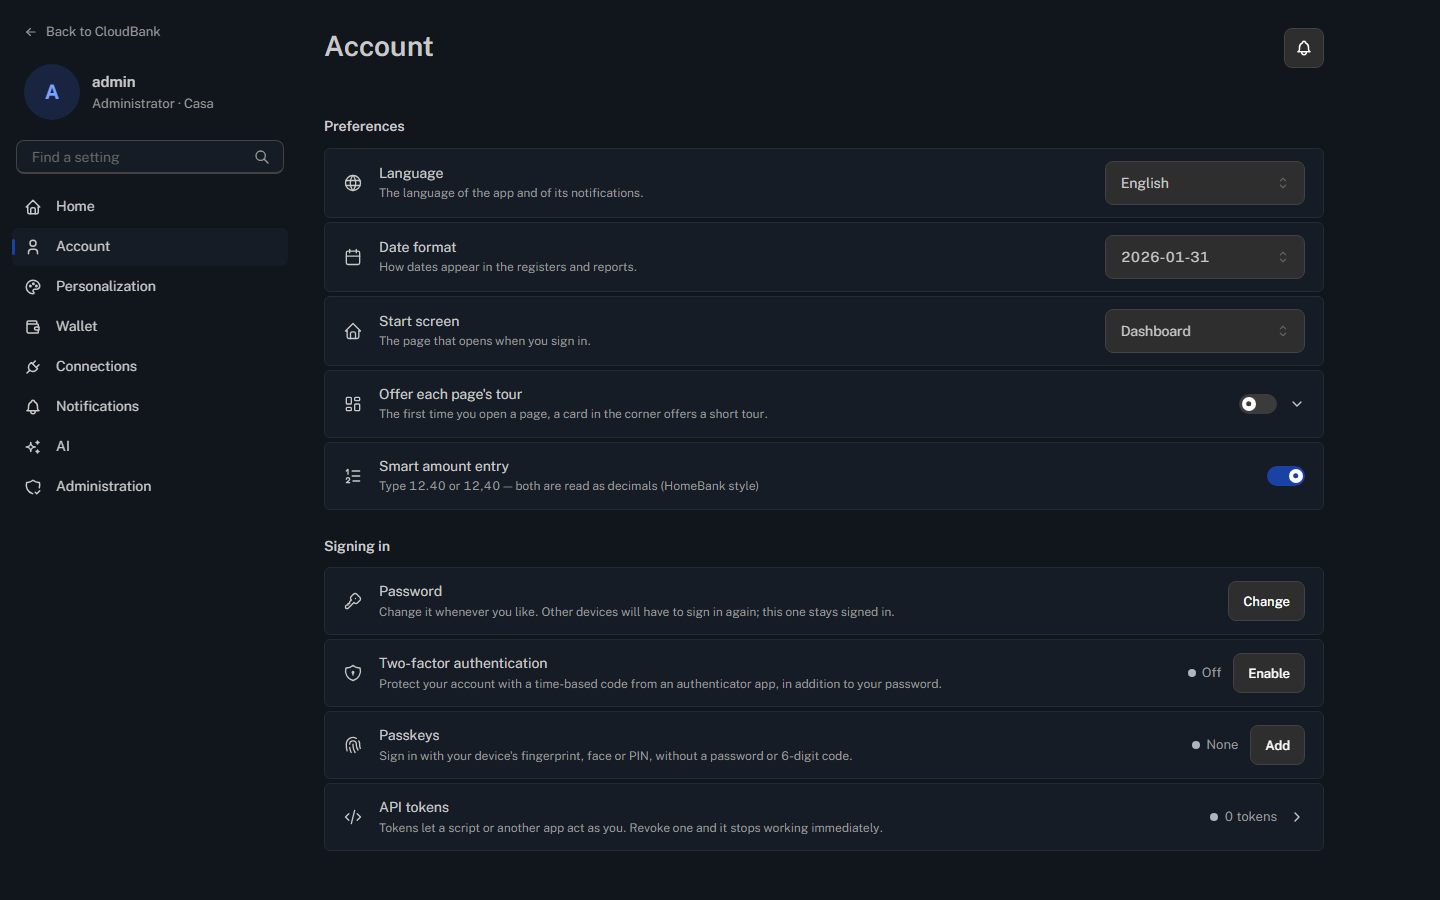 Back to CloudBank
A
admin
Administrator · Casa
Find a setting
Home
Account
Personalization
Wallet
Connections
Notifications
AI
Administration
Account
Preferences
Language
The language of the app and of its notifications.
English
Date format
How dates appear in the registers and reports.
2026-01-31
Start screen
The page that opens when you sign in.
Dashboard
Offer each page's tour
The first time you open a page, a card in the corner offers a short tour.
Smart amount entry
Type 12.40 or 12,40 — both are read as decimals (HomeBank style)
Signing in
Password
Change it whenever you like. Other devices will have to sign in again; this one stays signed in.
Change
Two-factor authentication
Protect your account with a time-based code from an authenticator app, in addition to your password.
Off
Enable
Passkeys
Sign in with your device's fingerprint, face or PIN, without a password or 6-digit code.
None
Add
API tokens
Tokens let a script or another app act as you. Revoke one and it stops working immediately.
0 tokens